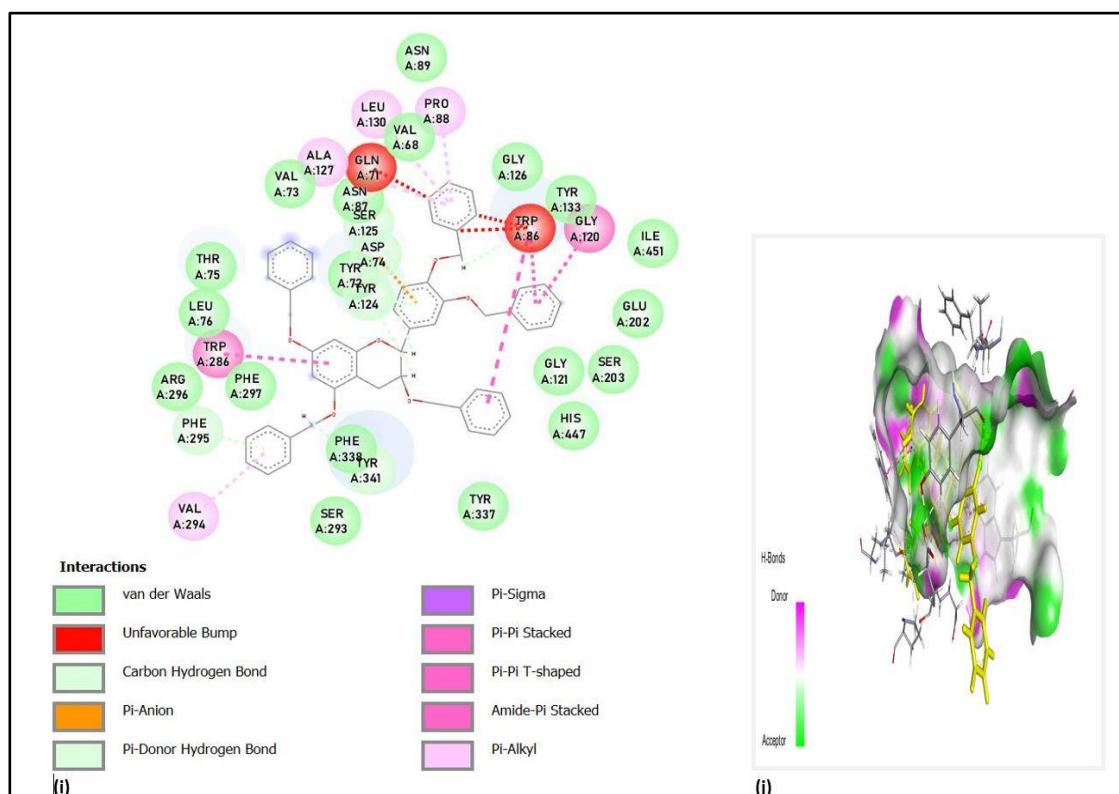 ASN
A:89
LEU
A:130
PRO
A:88
VAL
A:68
ALA
A:127
GLN
A:71
GLY
A:126
VAL
A:73
ASN
A:87
TYR
A:133
SER
A:125
TRP
A:86
GLY
A:120
ILE
A:451
ASP
A:74
THR
A:75
TYR
A:72
TYR
A:124
LEU
A:76
GLU
A:202
TRP
A:286
GLY
A:121
SER
A:203
ARG
A:296
PHE
A:297
HIS
A:447
PHE
A:295
PHE
A:338
TYR
A:341
VAL
A:294
SER
A:293
TYR
A:337
H
H
H
H
O
O
O
O
O
O
Interactions
van der Waals
Unfavorable Bump
Carbon Hydrogen Bond
Pi-Anion
Pi-Donor Hydrogen Bond
Pi-Sigma
Pi-Pi Stacked
Pi-Pi T-shaped
Amide-Pi Stacked
Pi-Alkyl
(i)
H-Bonds
Donor
Acceptor
(j)